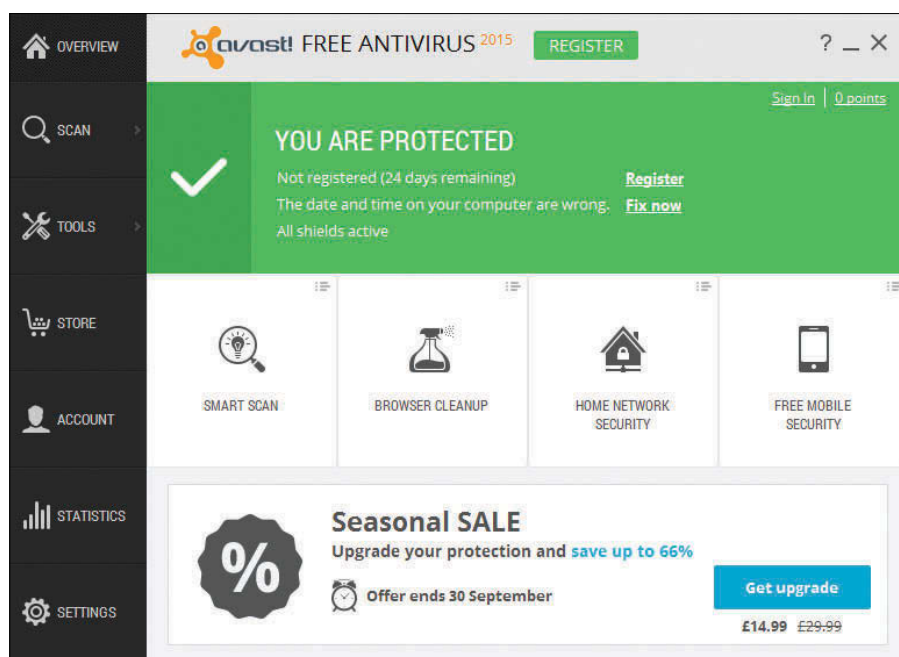 OVERVIEW
SCAN
TOOLS
STORE
ACCOUNT
STATISTICS
SETTINGS
avast! FREE ANTIVIRUS 2015
REGISTER
?
Sign In | 0 points
YOU ARE PROTECTED
Not registered (24 days remaining) Register
The date and time on your computer are wrong. Fix now
All shields active
SMART SCAN
BROWSER CLEANUP
HOME NETWORK
SECURITY
FREE MOBILE
SECURITY
%
Seasonal SALE
Upgrade your protection and save up to 66%
Offer ends 30 September
Get upgrade
£14.99 £29.99